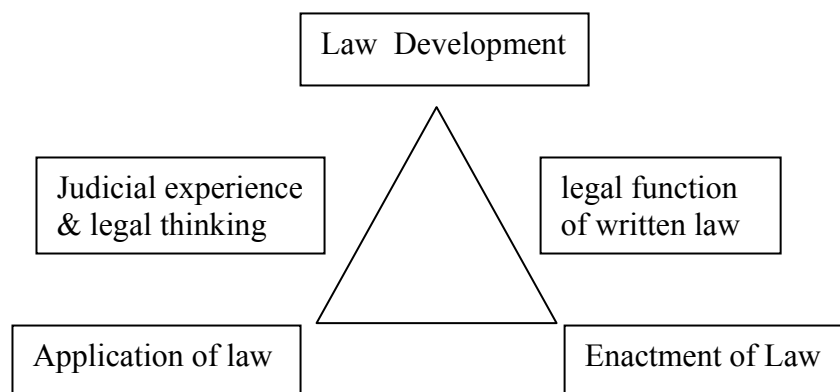 Law  Development
Judicial experience
& legal thinking
legal function
of written law
Application of law
Enactment of Law